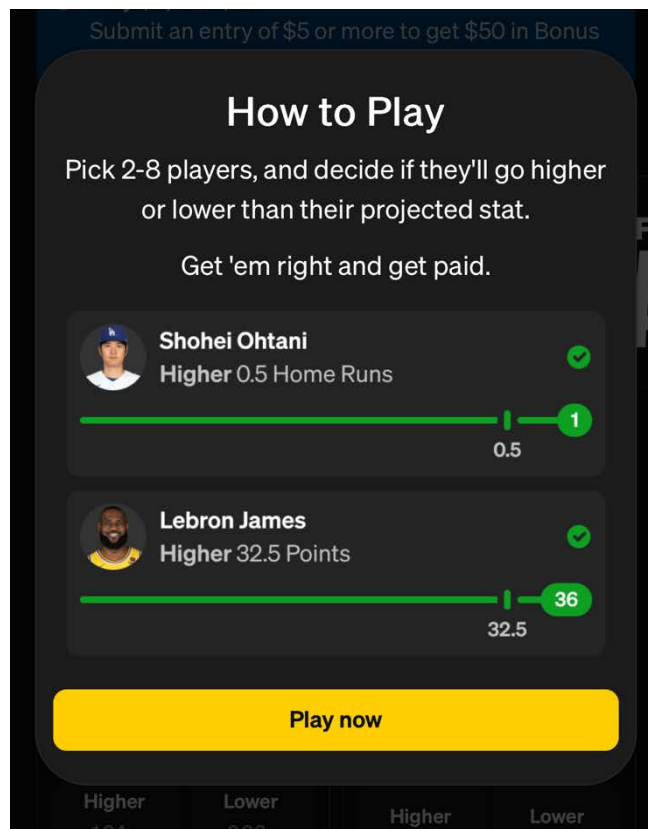 Submit an entry of $5 or more to get $50 in Bonus
How to Play
Pick 2-8 players, and decide if they'll go higher
or lower than their projected stat.
Get 'em right and get paid.
Shohei Ohtani
Higher 0.5 Home Runs
1
0.5
Lebron James
Higher 32.5 Points
36
32.5
Play now
Higher Lower
Higher Lower